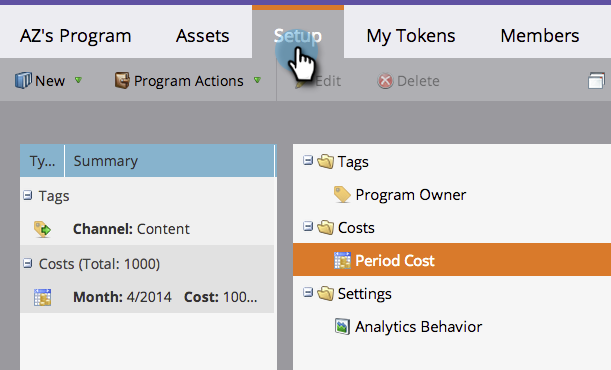 AZ's Program Assets Setup My Tokens Members
New Program Actions Edit Delete
Ty... Summary
Tags
Channel: Content
Costs (Total: 1000)
Month: 4/2014 Cost: 100...
Tags
Program Owner
Costs
Period Cost
Settings
Analytics Behavior